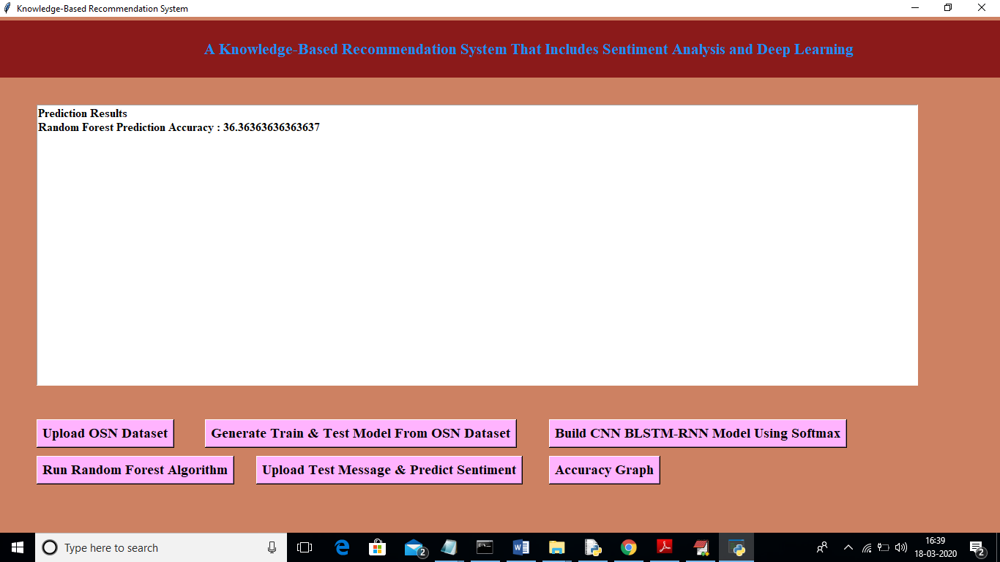 Knowledge-Based Recommendation System
A Knowledge-Based Recommendation System That Includes Sentiment Analysis and Deep Learning
Prediction Results
Random Forest Prediction Accuracy : 36.36363636363637
Upload OSN Dataset
Generate Train & Test Model From OSN Dataset
Build CNN BLSTM-RNN Model Using Softmax
Run Random Forest Algorithm
Upload Test Message & Predict Sentiment
Accuracy Graph
Type here to search
2
16:39
18-03-2020
2